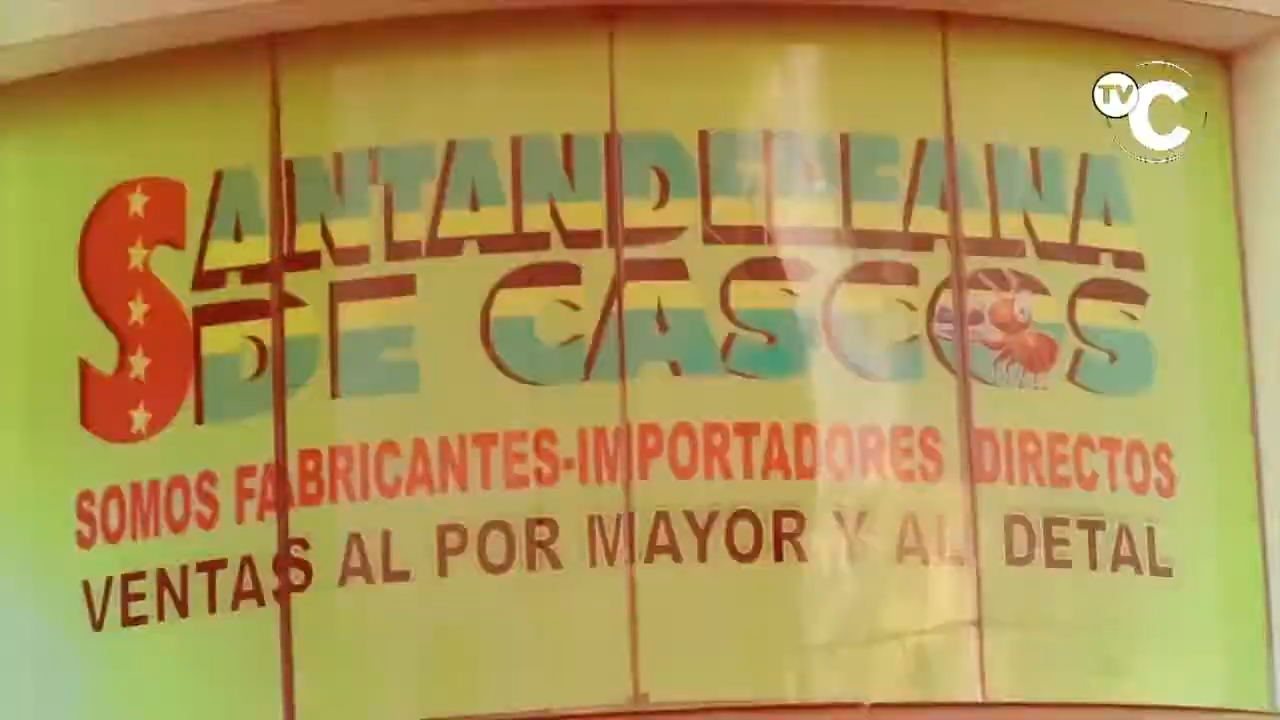 TV C
SANTANDEREANA
DE CASCOS
SOMOS FABRICANTES-IMPORTADORES DIRECTOS
VENTAS AL POR MAYOR Y AL DETAL